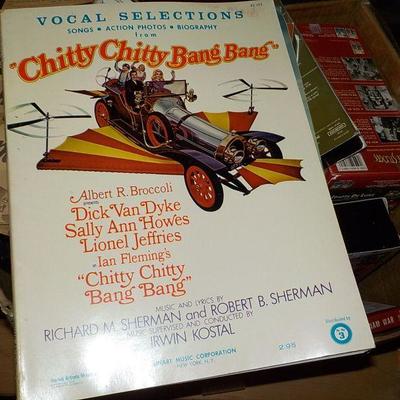 VOCAL SELECTIONS
SONGS • ACTION PHOTOS • BIOGRAPHY
from
"Chitty Chitty Bang Bang"
Albert R. Broccoli
presents
Dick Van Dyke
Sally Ann Howes
Lionel Jeffries
in
Ian Fleming's
"Chitty Chitty
Bang Bang"
MUSIC AND LYRICS BY
RICHARD M. SHERMAN and ROBERT B. SHERMAN
MUSIC SUPERVISED AND CONDUCTED BY
IRWIN KOSTAL
Distributed by
3
MUSIC CORPORATION
NEW YORK, N.Y.
2.95